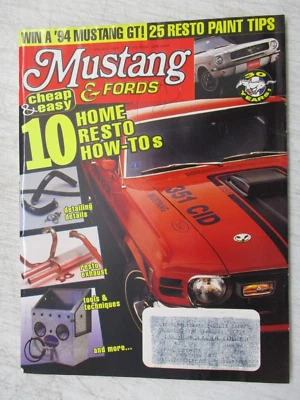 WIN A '94 MUSTANG GT! 25 RESTO PAINT TIPS
Mustang
& FORDS
30
YEARS!
cheap
& easy
10 HOME
RESTO
HOW-TOs
detailing
details
351 CID
resto
exhaust
tools &
techniques
and more...